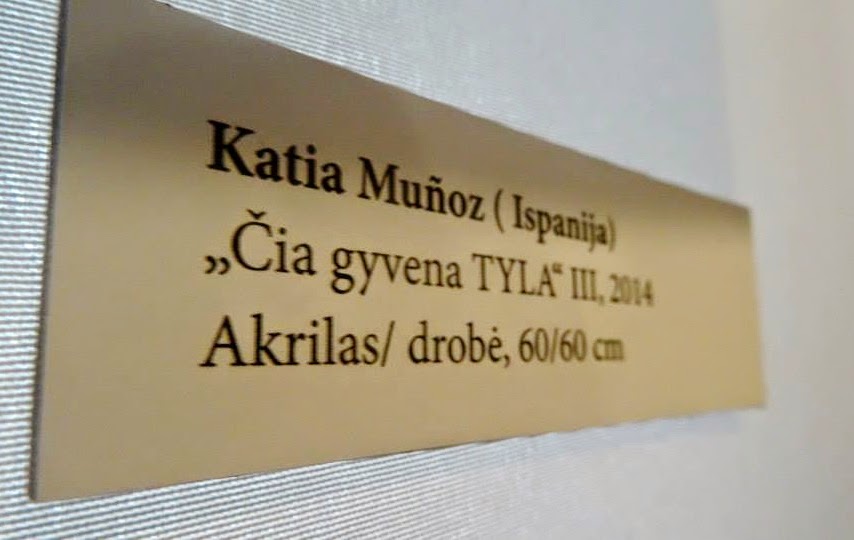 Katia Muñoz ( Ispanija)
„Čia gyvena TYLA“ III, 2014
Akrilas/ drobė, 60/60 cm